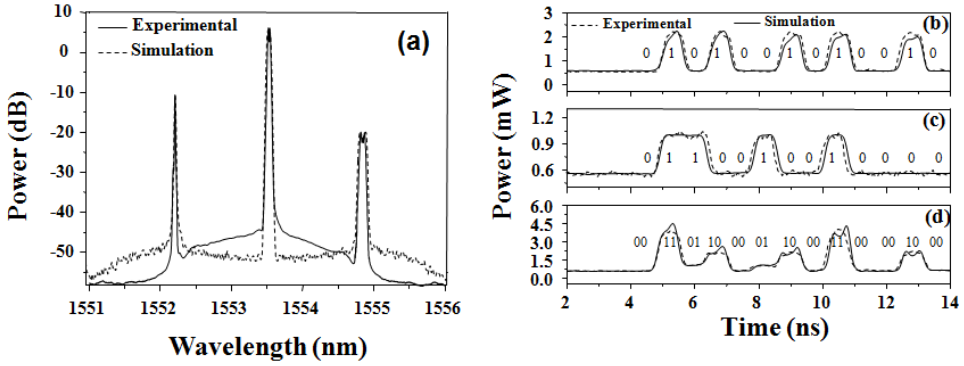 Experimental
Simulation
(a)
Power (dB)
10
0
-10
-20
-30
-40
-50
1551 1552 1553 1554 1555 1556
Wavelength (nm)
Experimental Simulation
(b)
3
2
1
0
0 1 0 1 0 0 0 1 0 1 0 0 1 0
(c)
1.2
0.9
0.6
0 1 1 0 0 1 0 0 1 0 0 0 0
(d)
6.0
4.5
3.0
1.5
0.0
00 11 01 10 00 01 10 00 11 00 00 10 00
Power (mW)
2 4 6 8 10 12 14
Time (ns)